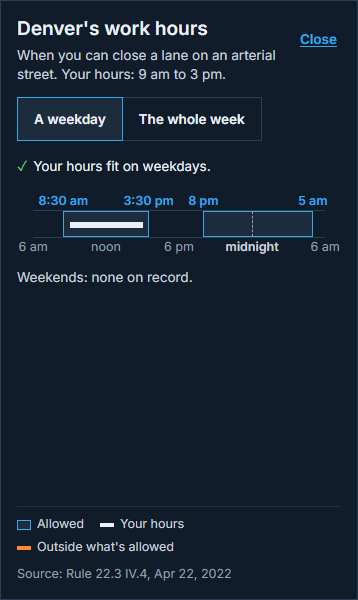 Denver's work hours
Close
When you can close a lane on an arterial
street. Your hours: 9 am to 3 pm.
A weekday
The whole week
✓ Your hours fit on weekdays.
8:30 am 3:30 pm 8 pm 5 am
6 am noon 6 pm midnight 6 am
Weekends: none on record.
Allowed Your hours
Outside what's allowed
Source: Rule 22.3 IV.4, Apr 22, 2022